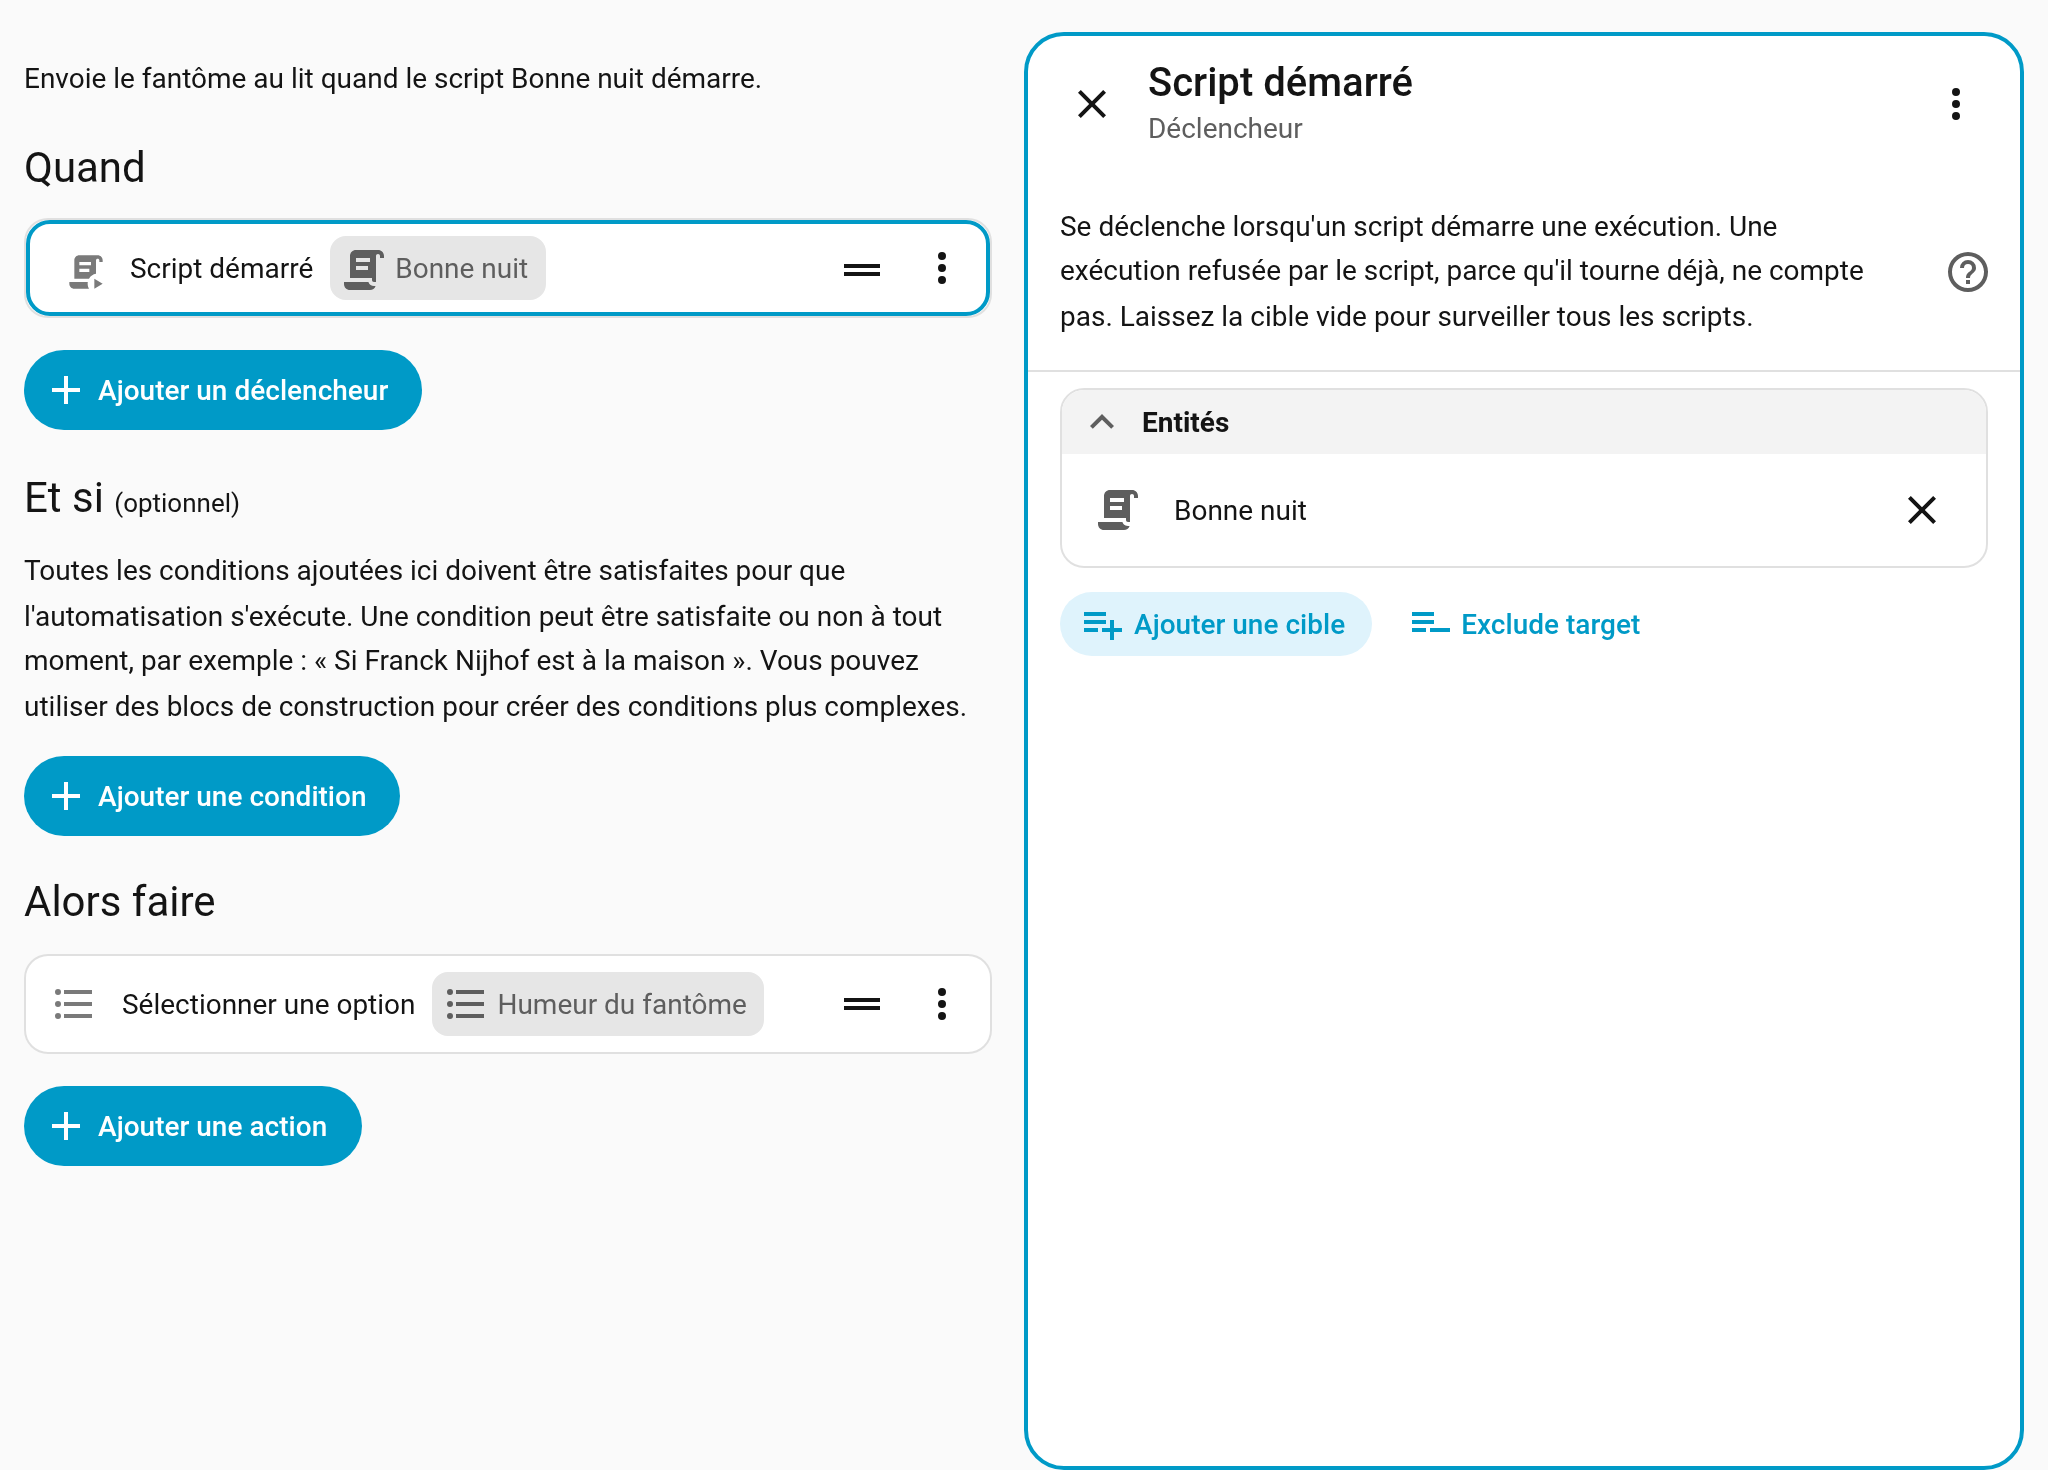 Envoie le fantôme au lit quand le script Bonne nuit démarre.
Quand
Script démarré Bonne nuit
Ajouter un déclencheur
Et si (optionnel)
Toutes les conditions ajoutées ici doivent être satisfaites pour que
l'automatisation s'exécute. Une condition peut être satisfaite ou non à tout
moment, par exemple : « Si Franck Nijhof est à la maison ». Vous pouvez
utiliser des blocs de construction pour créer des conditions plus complexes.
Ajouter une condition
Alors faire
Sélectionner une option Humeur du fantôme
Ajouter une action
Script démarré
Déclencheur
Se déclenche lorsqu'un script démarre une exécution. Une
exécution refusée par le script, parce qu'il tourne déjà, ne compte
pas. Laissez la cible vide pour surveiller tous les scripts.
Entités
Bonne nuit
Ajouter une cible Exclude target